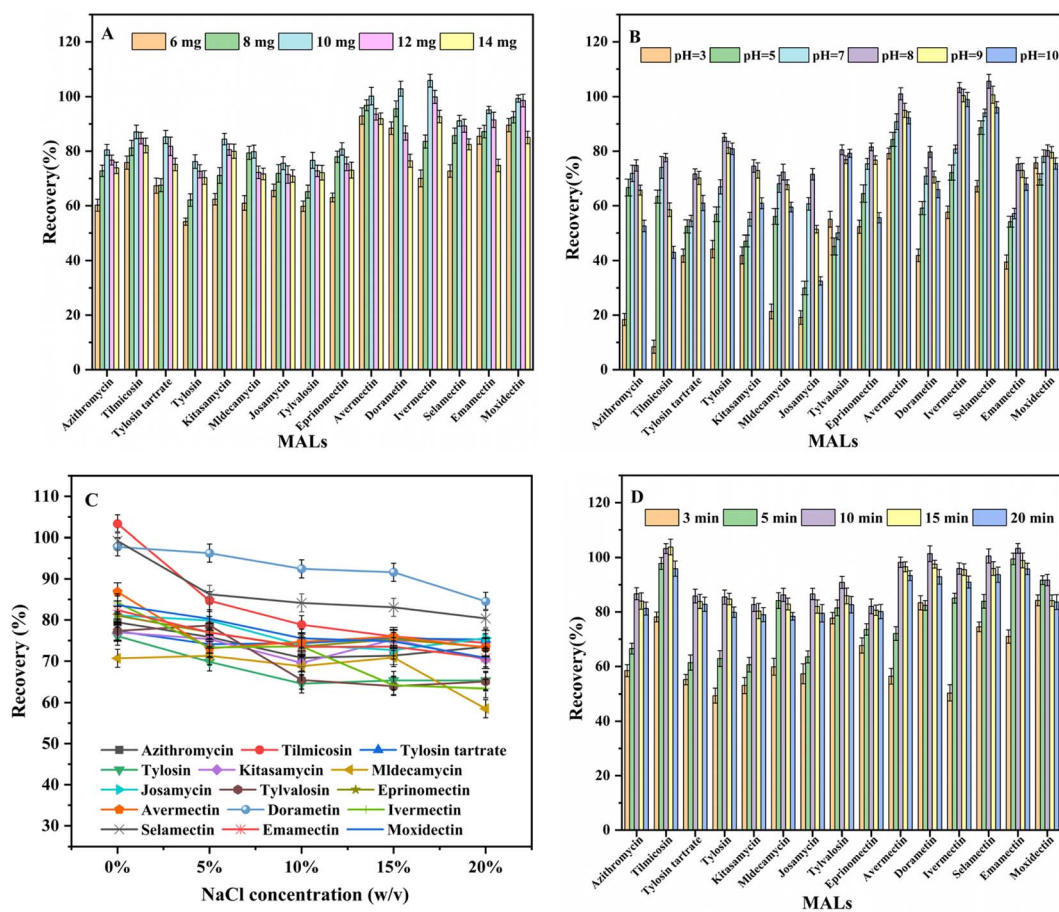 A
6 mg 8 mg 10 mg 12 mg 14 mg
120
100
80
60
40
20
0
Recovery(%)
Azithromycin
Tilmicosin
Tylosin tartrate
Tylosin
Kitasamycin
MIdecamycin
Josamycin
Tylvalosin
Eprinomectin
Avermectin
Doramectin
Ivermectin
Selamectin
Emamectin
Moxidectin
MALs
B
pH=3 pH=5 pH=7 pH=8 pH=9 pH=10
120
100
80
60
40
20
0
Recovery(%)
Azithromycin
Tilmicosin
Tylosin tartrate
Tylosin
Kitasamycin
MIdecamycin
Josamycin
Tylvalosin
Eprinomectin
Avermectin
Doramectin
Ivermectin
Selamectin
Emamectin
Moxidectin
MALs
C
110
100
90
80
70
60
50
40
30
Recovery (%)
Azithromycin Tilmicosin Tylosin tartrate
Tylosin Kitasamycin MIdecamycin
Josamycin Tylvalosin Eprinomectin
Avermectin Dorametin Ivermectin
Selamectin Emamectin Moxidectin
0% 5% 10% 15% 20%
NaCl concentration (w/v)
D
3 min 5 min 10 min 15 min 20 min
120
100
80
60
40
20
0
Recovery(%)
Azithromycin
Tilmicosin
Tylosin tartrate
Tylosin
Kitasamycin
MIdecamycin
Josamycin
Tylvalosin
Eprinomectin
Avermectin
Doramectin
Ivermectin
Selamectin
Emamectin
Moxidectin
MALs